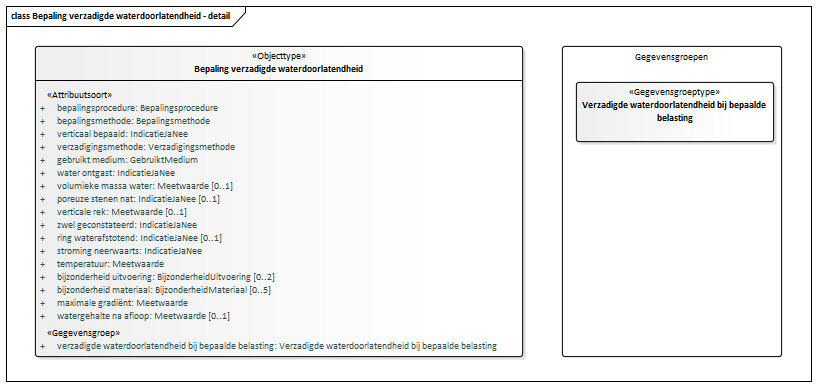 class Bepaling verzadigde waterdoorlatendheid - detail
«Objecttype»
Bepaling verzadigde waterdoorlatendheid
«Attribuutsoort»
+ bepalingsprocedure: Bepalingsprocedure
+ bepalingsmethode: Bepalingsmethode
+ verticaal bepaald: IndicatieJaNee
+ verzadigingsmethode: Verzadigingsmethode
+ gebruikt medium: GebruiktMedium
+ water ontgast: IndicatieJaNee
+ volumieke massa water: Meetwaarde [0..1]
+ poreuze stenen nat: IndicatieJaNee [0..1]
+ verticale rek: Meetwaarde [0..1]
+ zwel geconstateerd: IndicatieJaNee
+ ring waterafstotend: IndicatieJaNee [0..1]
+ stroming neerwaarts: IndicatieJaNee
+ temperatuur: Meetwaarde
+ bijzonderheid uitvoering: BijzonderheidUitvoering [0..2]
+ bijzonderheid materiaal: BijzonderheidMateriaal [0..5]
+ maximale gradiënt: Meetwaarde
+ watergehalte na afloop: Meetwaarde [0..1]
«Gegevensgroep»
+ verzadigde waterdoorlatendheid bij bepaalde belasting: Verzadigde waterdoorlatendheid bij bepaalde belasting
Gegevensgroepen
«Gegevensgroeptype»
Verzadigde waterdoorlatendheid bij bepaalde
belasting